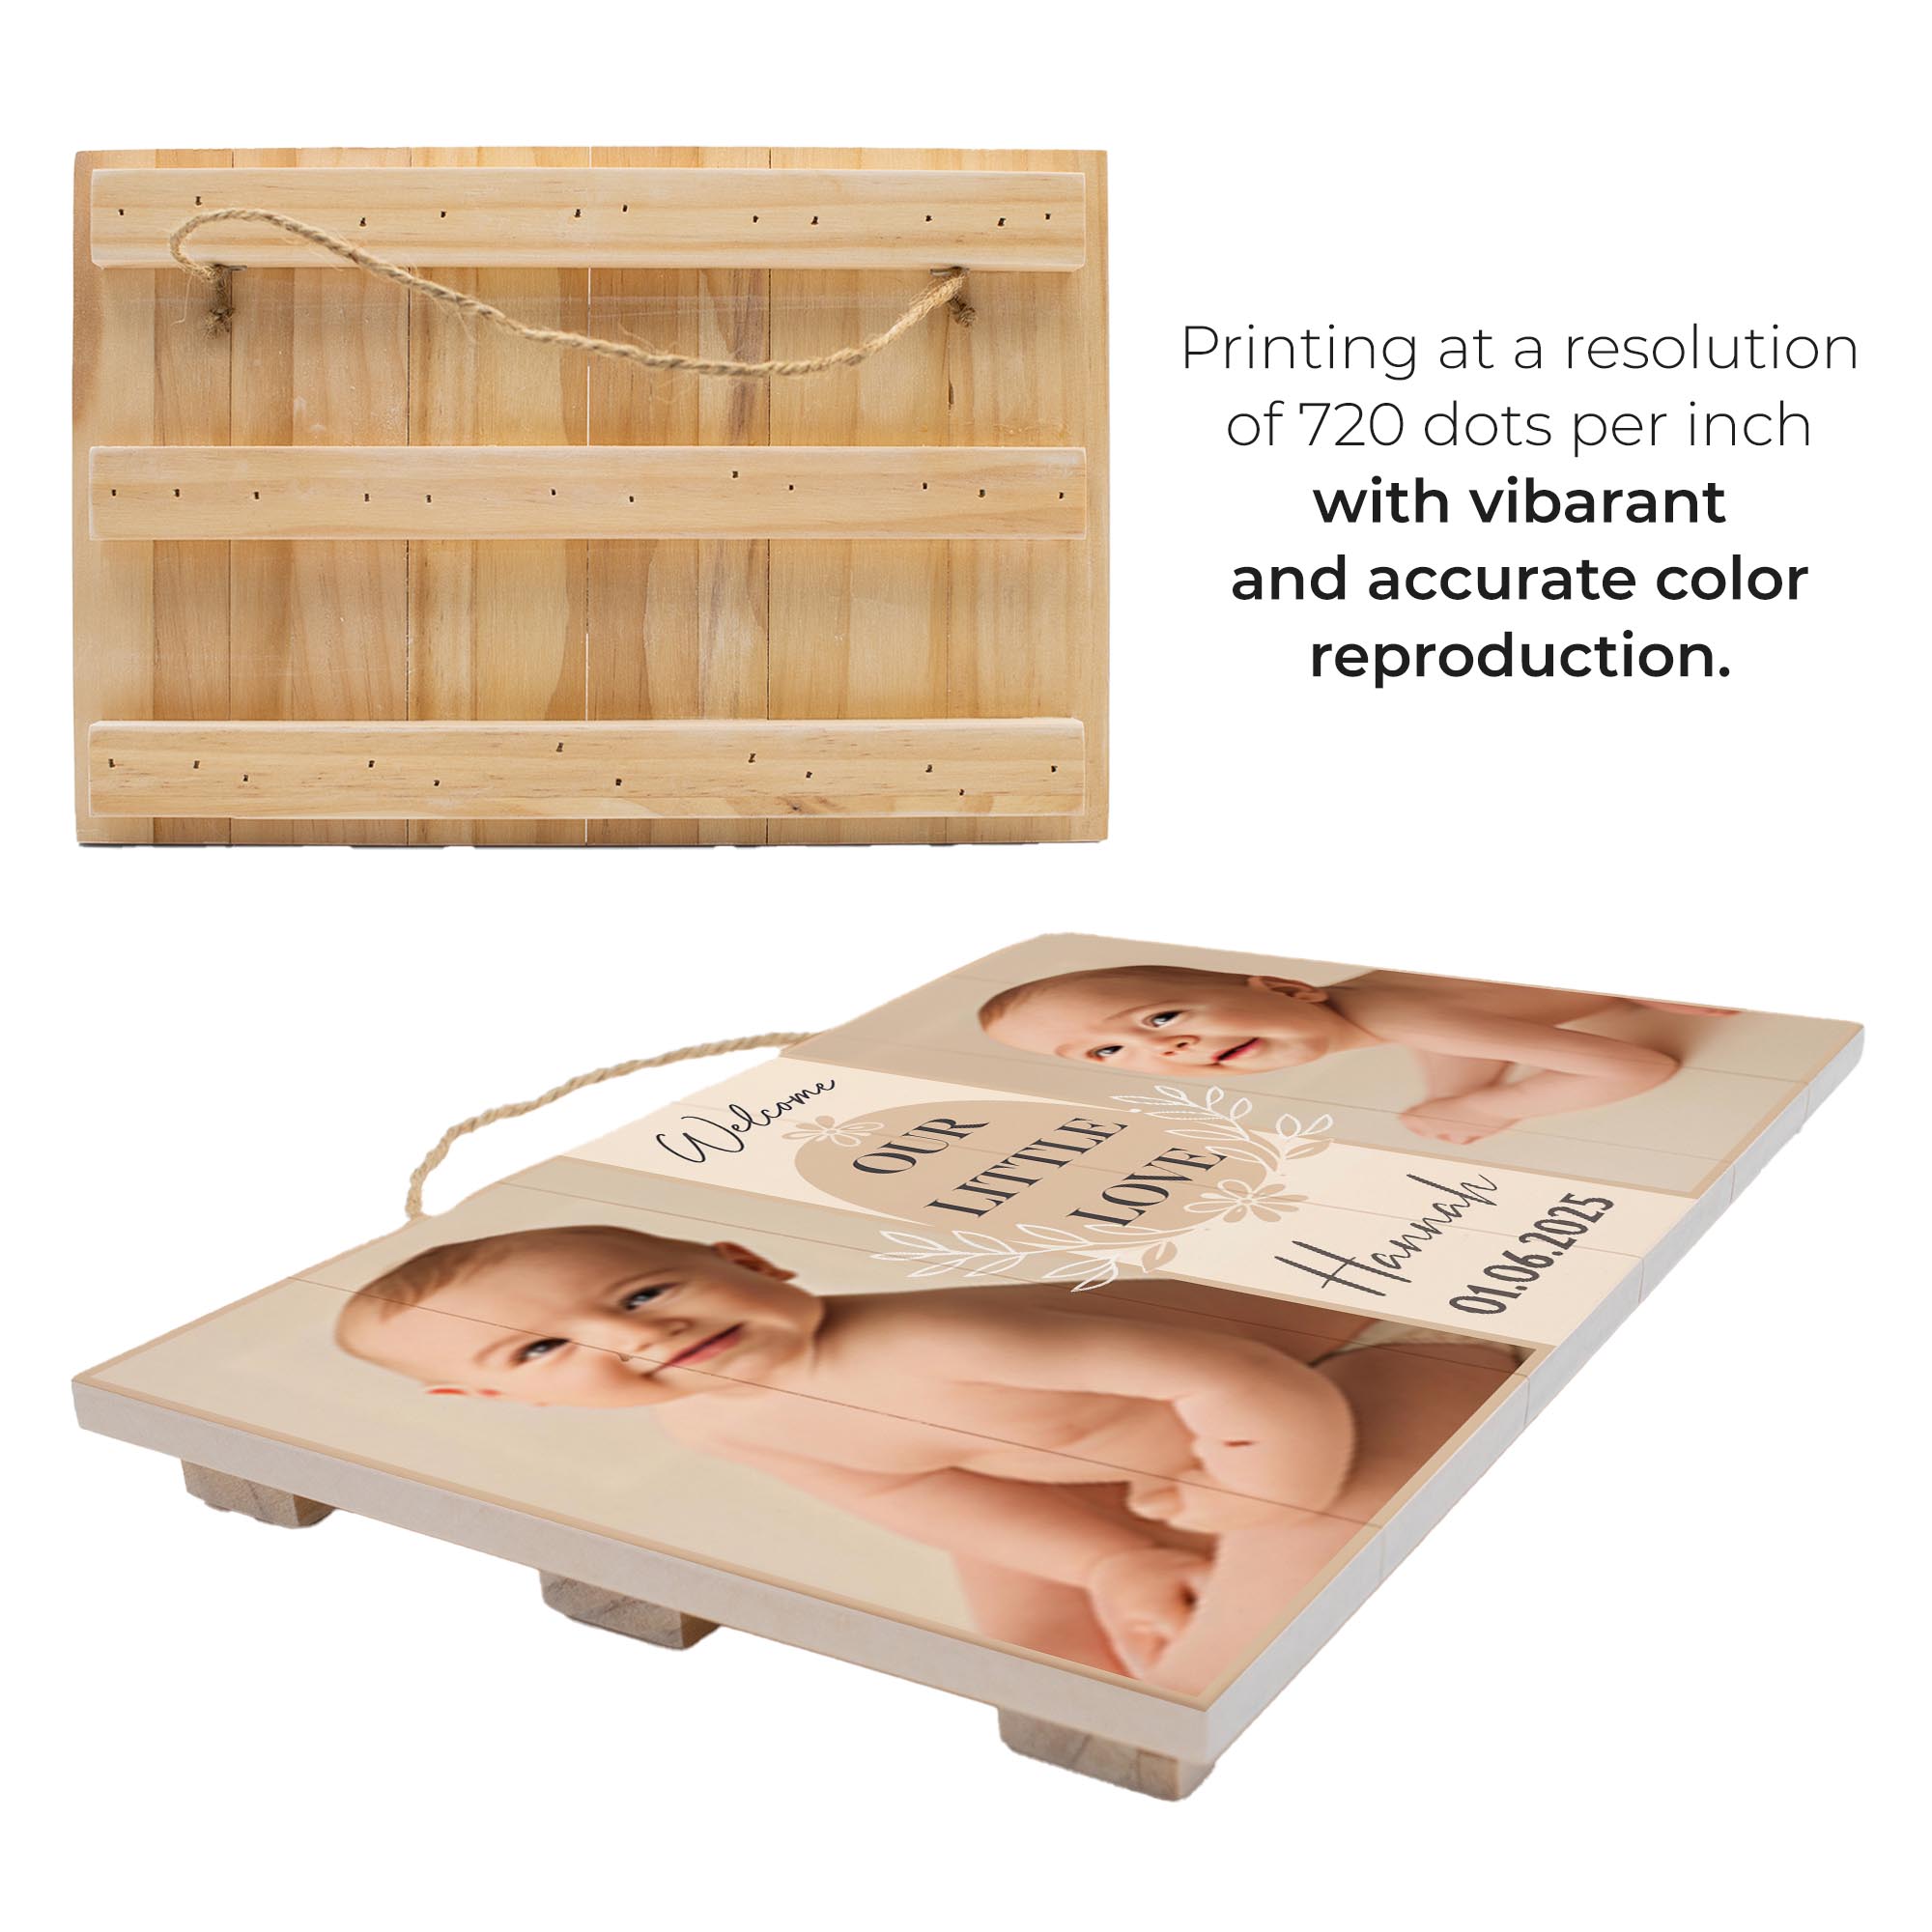 Printing at a resolution
of 720 dots per inch
with vibarant
and accurate color
reproduction.
Welcome
OUR
LITTLE
LOVE
Hannah
01.06.2025